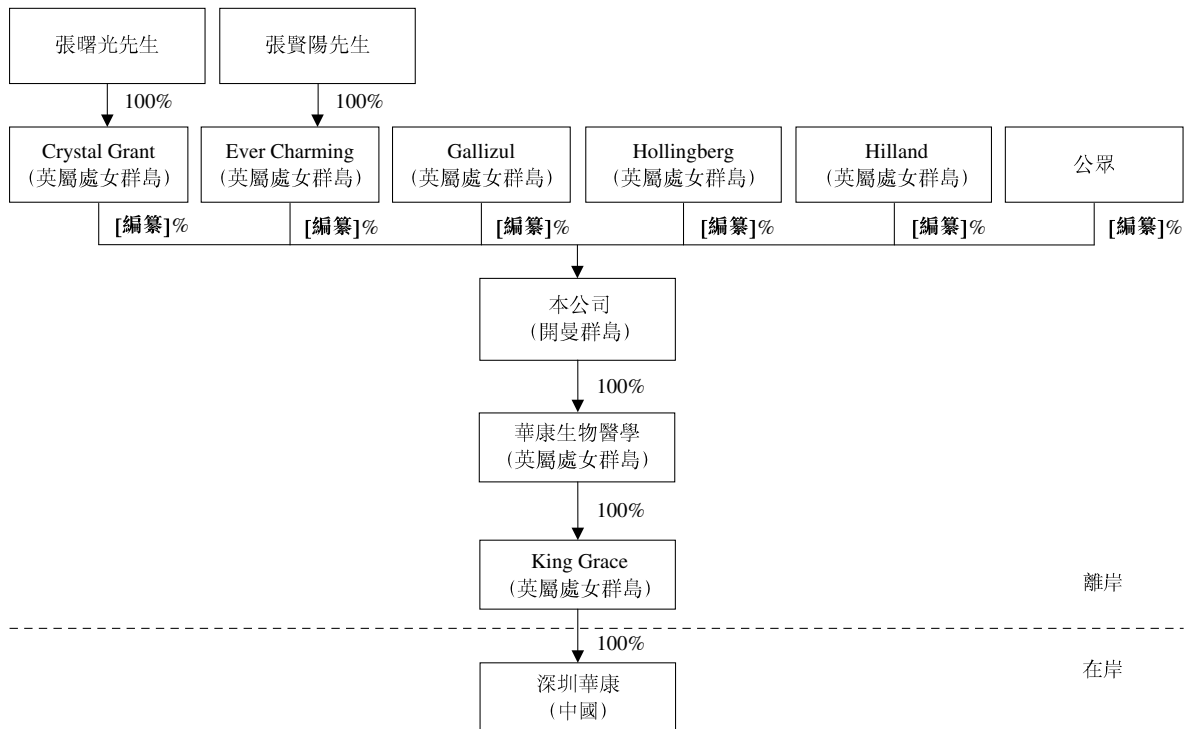 張曙光先生
張賢陽先生
100%
100%
Crystal Grant
(英屬處女群島)
Ever Charming
(英屬處女群島)
Gallizul
(英屬處女群島)
Hollingberg
(英屬處女群島)
Hilland
(英屬處女群島)
公眾
[編纂]%
[編纂]%
[編纂]%
[編纂]%
[編纂]%
[編纂]%
本公司
(開曼群島)
100%
華康生物醫學
(英屬處女群島)
100%
King Grace
(英屬處女群島)
離岸
100%
在岸
深圳華康
(中國)